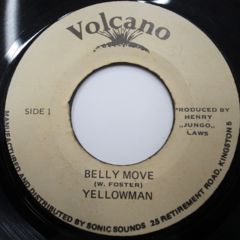 Volcano
SIDE 1
PRODUCED BY
HENRY
„JUNGO„
LAWS
BELLY MOVE
(W. FOSTER)
YELLOWMAN
MANUFACTURED AND DISTRIBUTED BY SONIC SOUNDS 25 RETIREMENT ROAD, KINGSTON 5